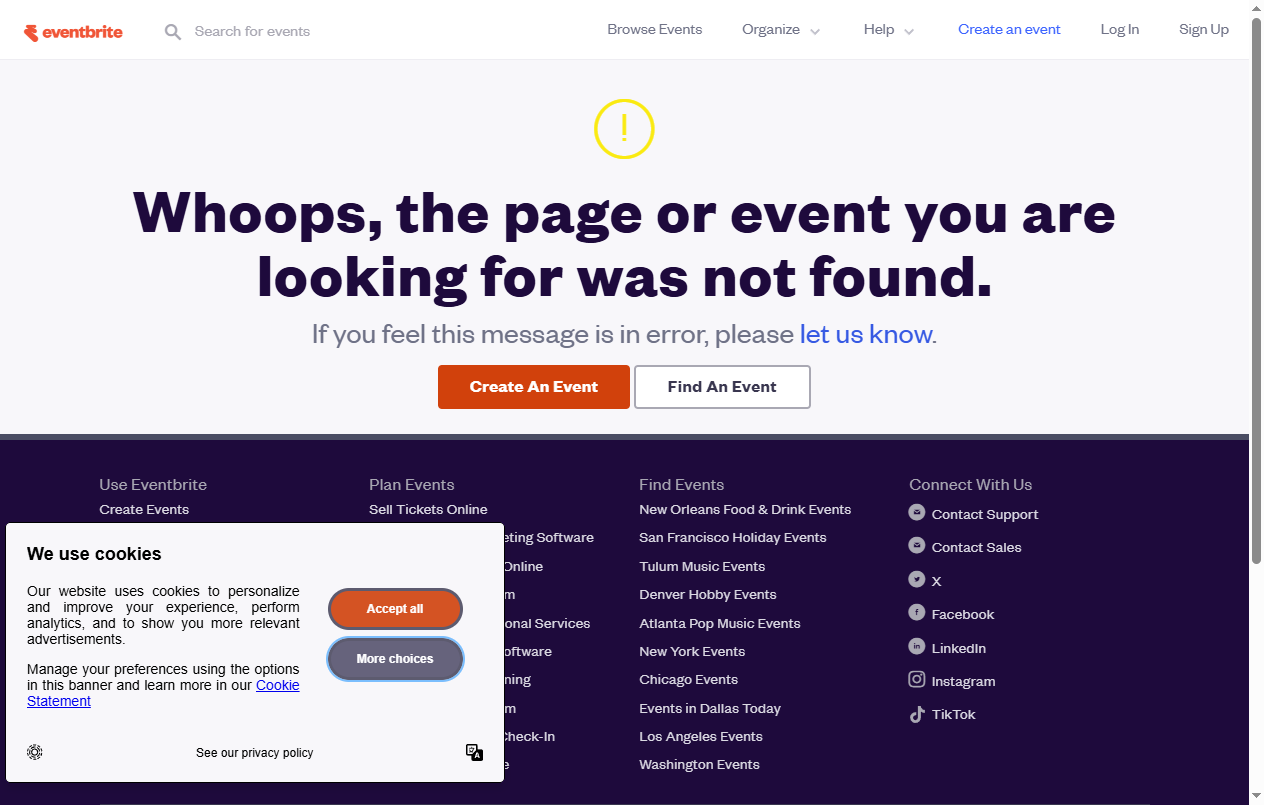 eventbrite
Search for events
Browse Events
Organize
Help
Create an event
Log In
Sign Up
!
Whoops, the page or event you are
looking for was not found.
If you feel this message is in error, please let us know.
Create An Event
Find An Event
Use Eventbrite
Create Events
Plan Events
Sell Tickets Online
eting Software
Online
m
onal Services
oftware
ning
m
Check-In
e
Find Events
New Orleans Food & Drink Events
San Francisco Holiday Events
Tulum Music Events
Denver Hobby Events
Atlanta Pop Music Events
New York Events
Chicago Events
Events in Dallas Today
Los Angeles Events
Washington Events
Connect With Us
Contact Support
Contact Sales
X
Facebook
LinkedIn
Instagram
TikTok
We use cookies
Our website uses cookies to personalize
and improve your experience, perform
analytics, and to show you more relevant
advertisements.
Manage your preferences using the options
in this banner and learn more in our Cookie
Statement
Accept all
More choices
See our privacy policy